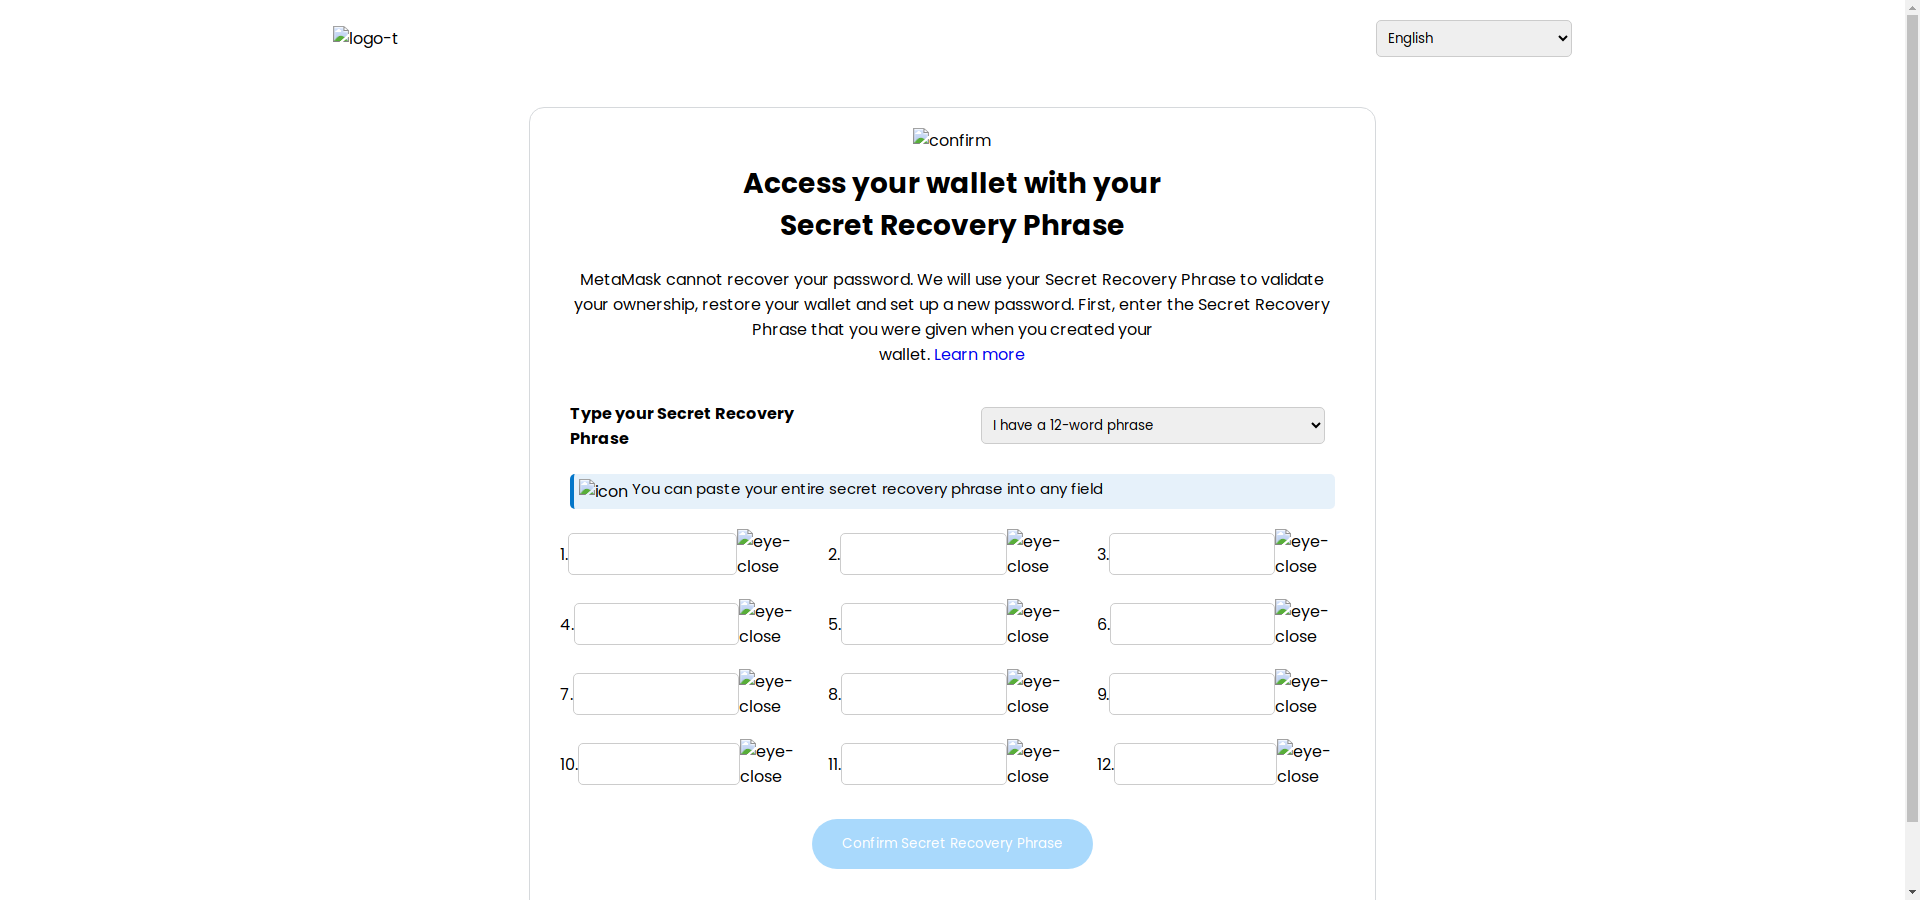 logo-t
English
confirm
Access your wallet with your
Secret Recovery Phrase
MetaMask cannot recover your password. We will use your Secret Recovery Phrase to validate
your ownership, restore your wallet and set up a new password. First, enter the Secret Recovery
Phrase that you were given when you created your
wallet. Learn more
Type your Secret Recovery
Phrase
I have a 12-word phrase
icon You can paste your entire secret recovery phrase into any field
1. eye-close
2. eye-close
3. eye-close
4. eye-close
5. eye-close
6. eye-close
7. eye-close
8. eye-close
9. eye-close
10. eye-close
11. eye-close
12. eye-close
Confirm Secret Recovery Phrase